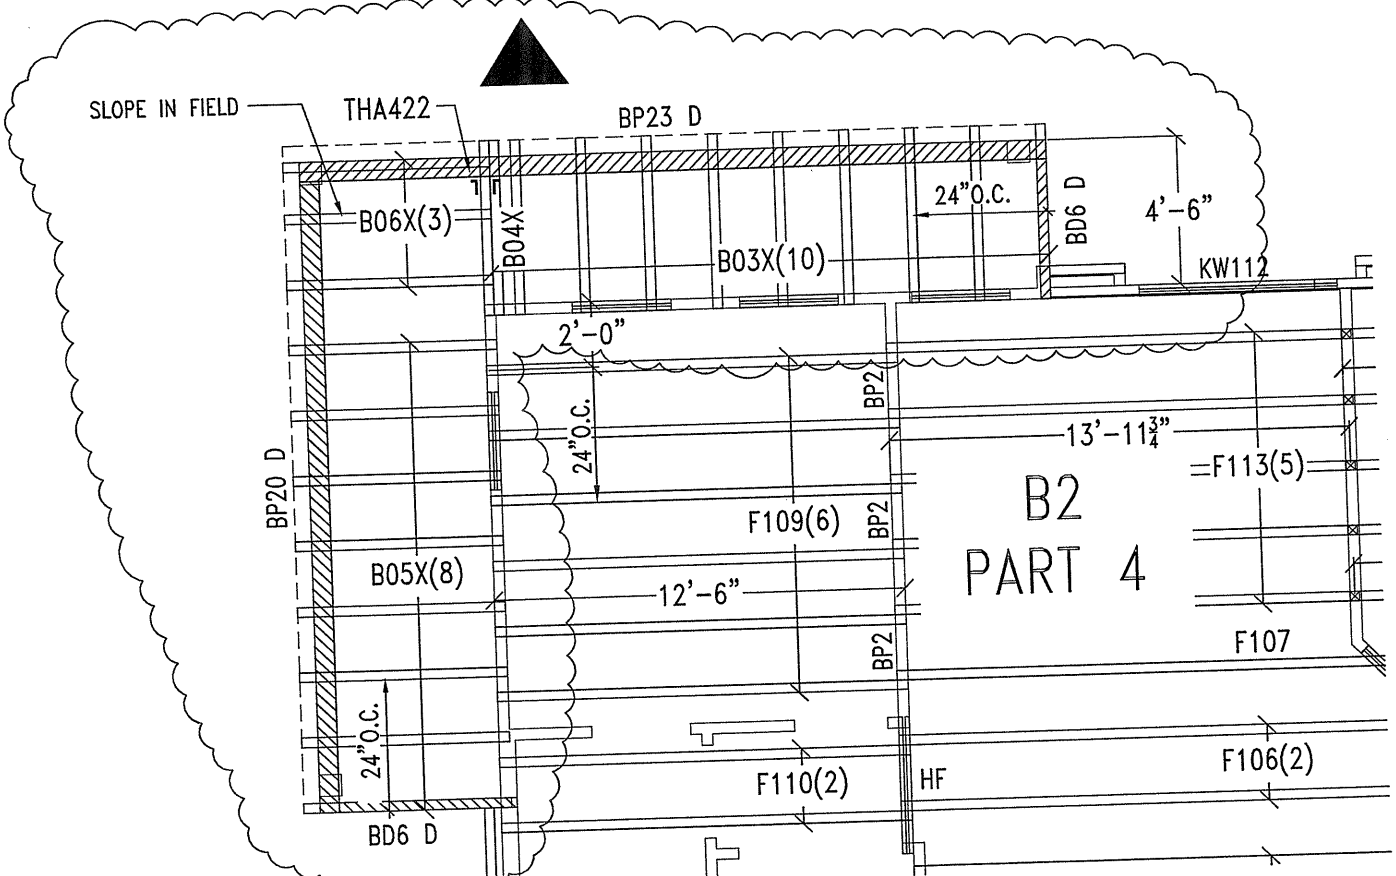 SLOPE IN FIELD
THA422
BP23 D
B06X(3)
B04X
24"O.C.
BD6 D
4'-6"
B03X(10)
KW112
2'-0"
BP2
24"O.C.
13'-11¾"
F113(5)
B2
PART 4
BP20 D
F109(6)
BP2
B05X(8)
12'-6"
BP2
F107
24"O.C.
F110(2)
HF
F106(2)
BD6 D